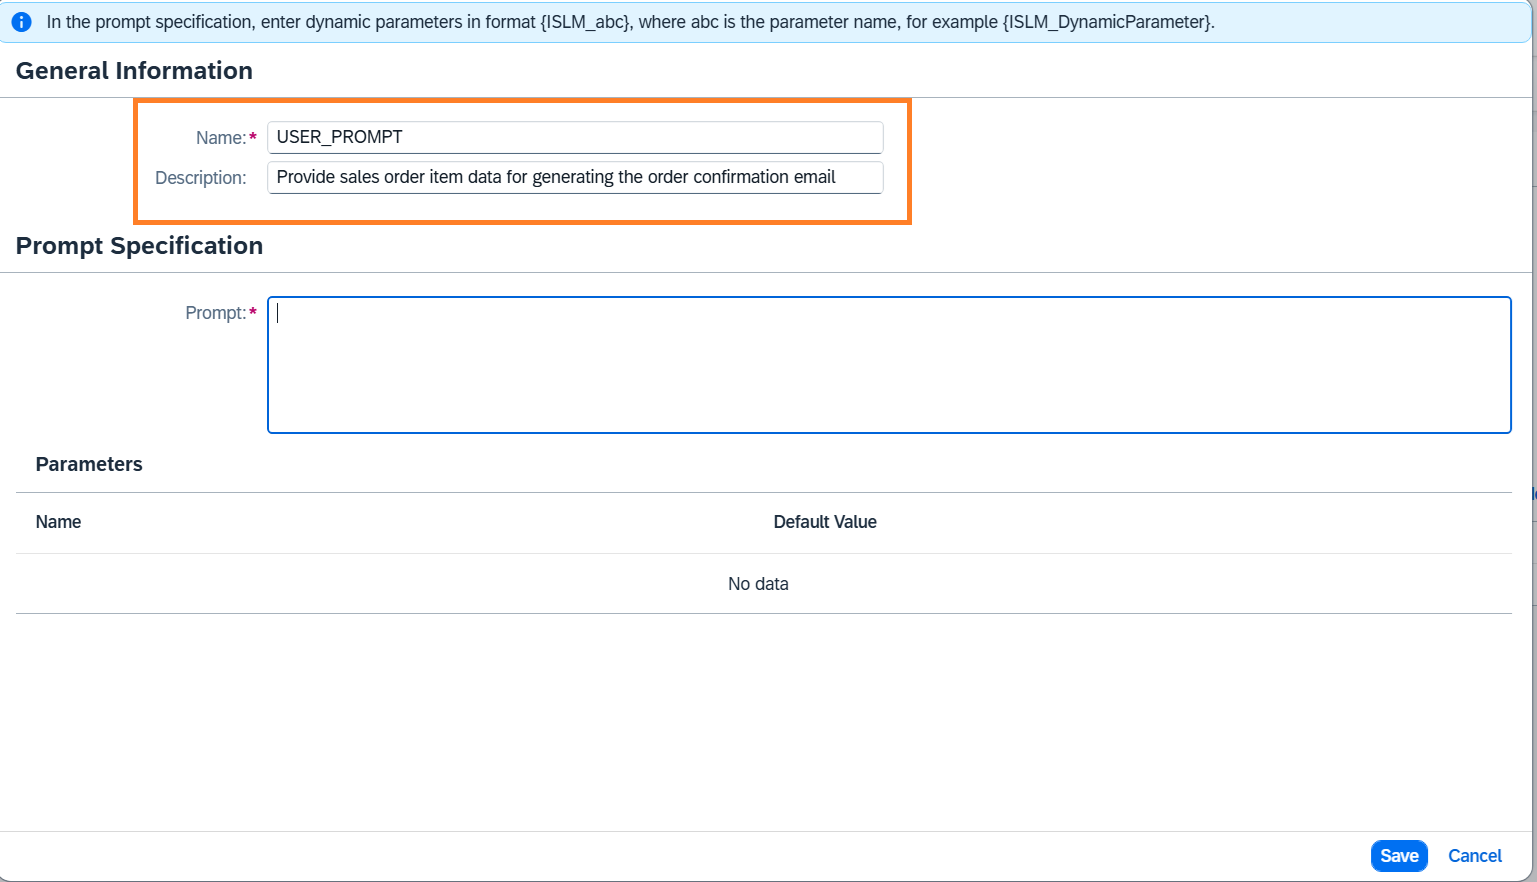 In the prompt specification, enter dynamic parameters in format {ISLM_abc}, where abc is the parameter name, for example {ISLM_DynamicParameter}.
General Information
Name:* USER_PROMPT
Description: Provide sales order item data for generating the order confirmation email
Prompt Specification
Prompt:*
Parameters
Name Default Value
No data
Save Cancel